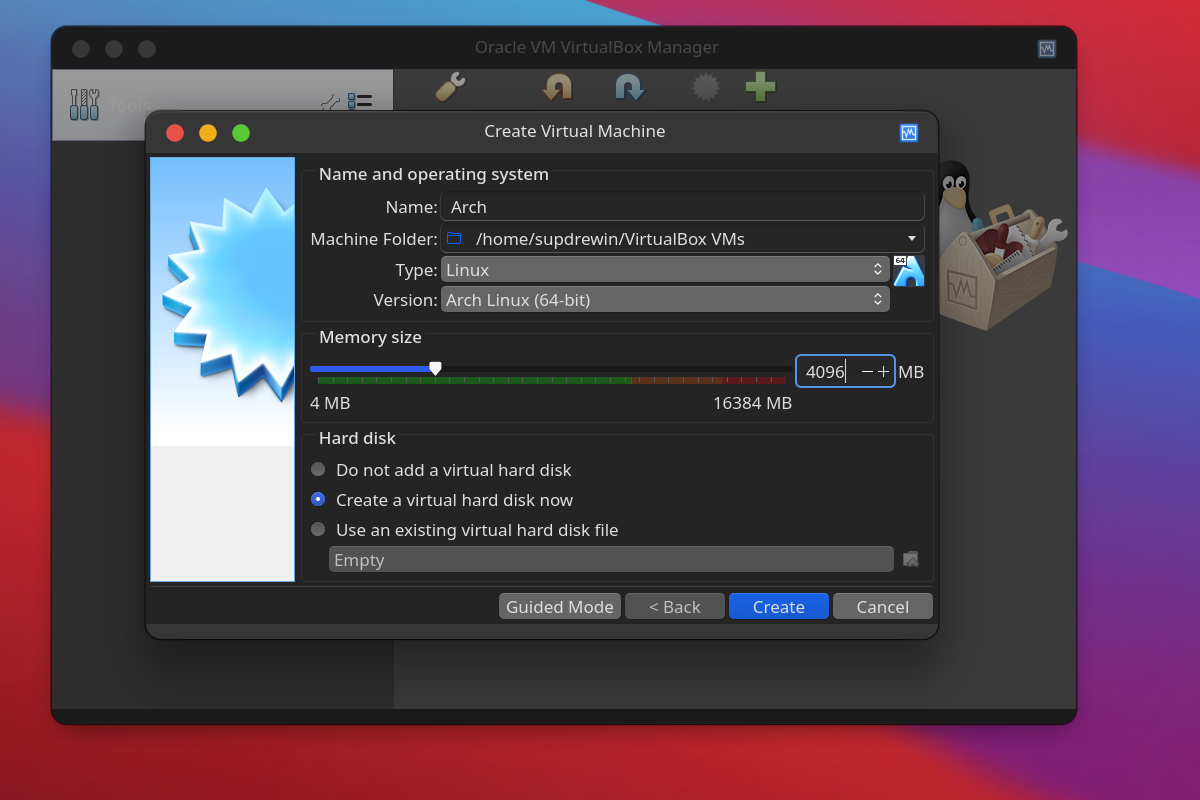 Oracle VM VirtualBox Manager
Tools
Create Virtual Machine
Name and operating system
Name: Arch
Machine Folder: /home/supdrewin/VirtualBox VMs
Type: Linux
64
Version: Arch Linux (64-bit)
Memory size
4096 MB
4 MB 16384 MB
Hard disk
Do not add a virtual hard disk
Create a virtual hard disk now
Use an existing virtual hard disk file
Empty
Guided Mode < Back Create Cancel